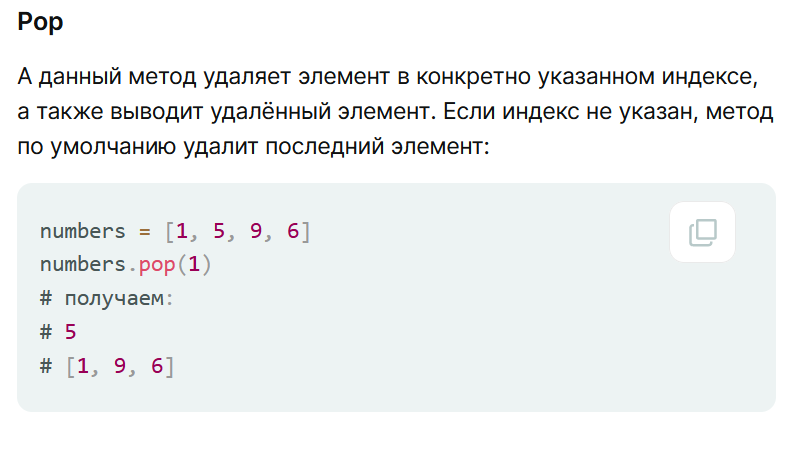 Pop
А данный метод удаляет элемент в конкретно указанном индексе,
а также выводит удалённый элемент. Если индекс не указан, метод
по умолчанию удалит последний элемент:
numbers = [1, 5, 9, 6]
numbers.pop(1)
# получаем:
# 5
# [1, 9, 6]